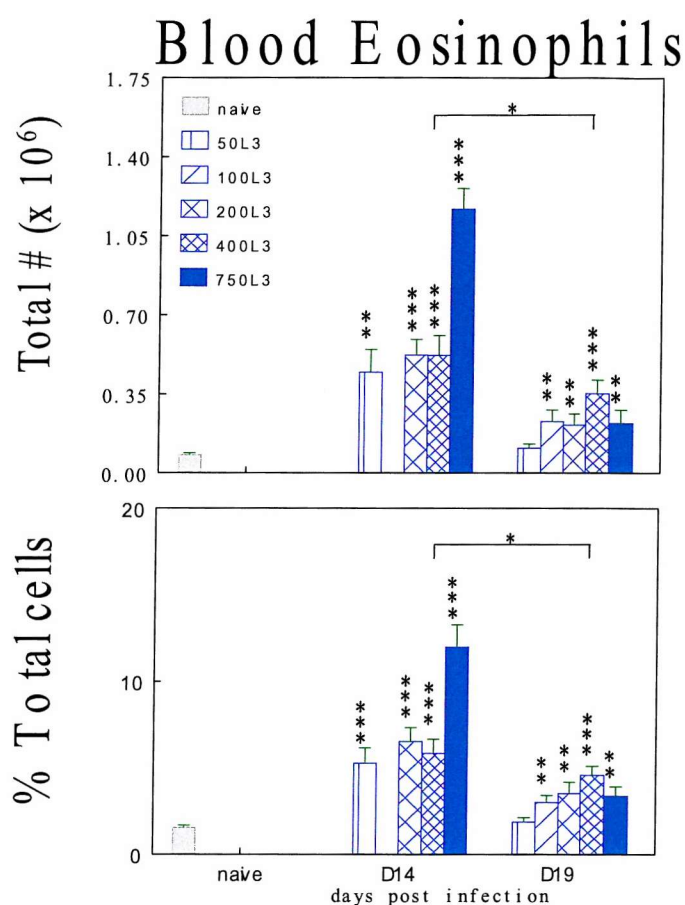 Blood Eosinophils
Total # (x 10⁶)
1.75
1.40
1.05
0.70
0.35
0.00
naive
50L3
100L3
200L3
400L3
750L3
*
***
**
***
***
**
**
***
**
% Total cells
20
10
0
*
***
***
***
***
**
**
***
**
naive
D14
D19
days post infection